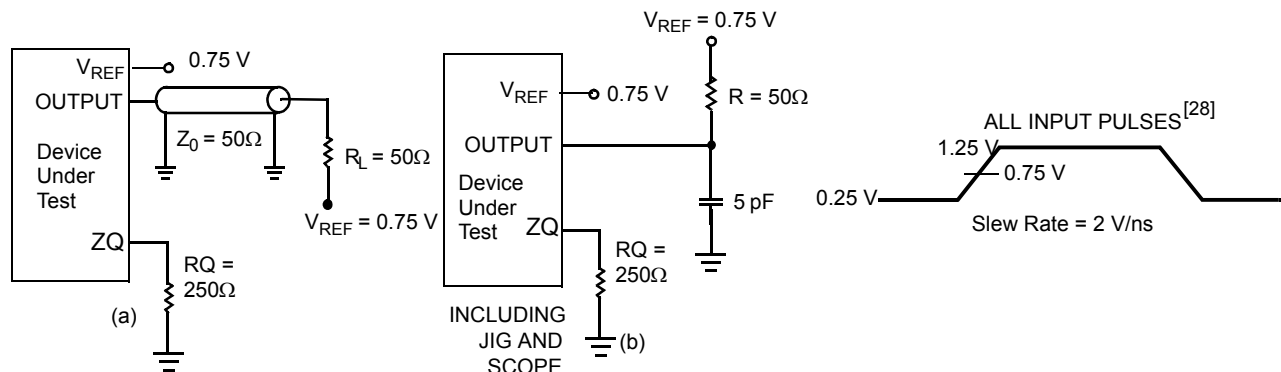 V_REF 0.75 V
OUTPUT
Z_0 = 50Ω
Device
Under
Test
R_L = 50Ω
V_REF = 0.75 V
ZQ
RQ =
250Ω
(a)
V_REF = 0.75 V
R = 50Ω
V_REF 0.75 V
OUTPUT
Device
Under
Test
5 pF
ZQ
RQ =
250Ω
INCLUDING
JIG AND
SCOPE
(b)
ALL INPUT PULSES[28]
1.25 V
0.75 V
0.25 V
Slew Rate = 2 V/ns